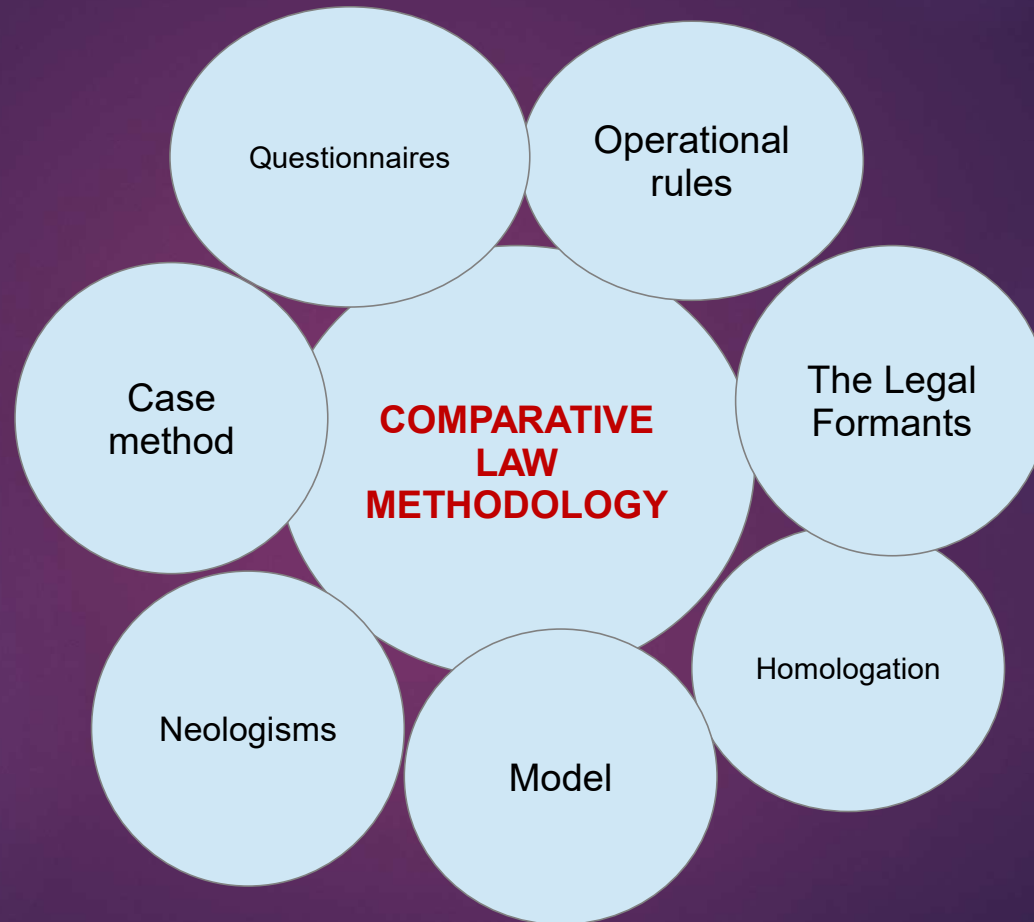 Questionnaires
Operational
rules
Case
method
COMPARATIVE
LAW
METHODOLOGY
The Legal
Formants
Homologation
Neologisms
Model